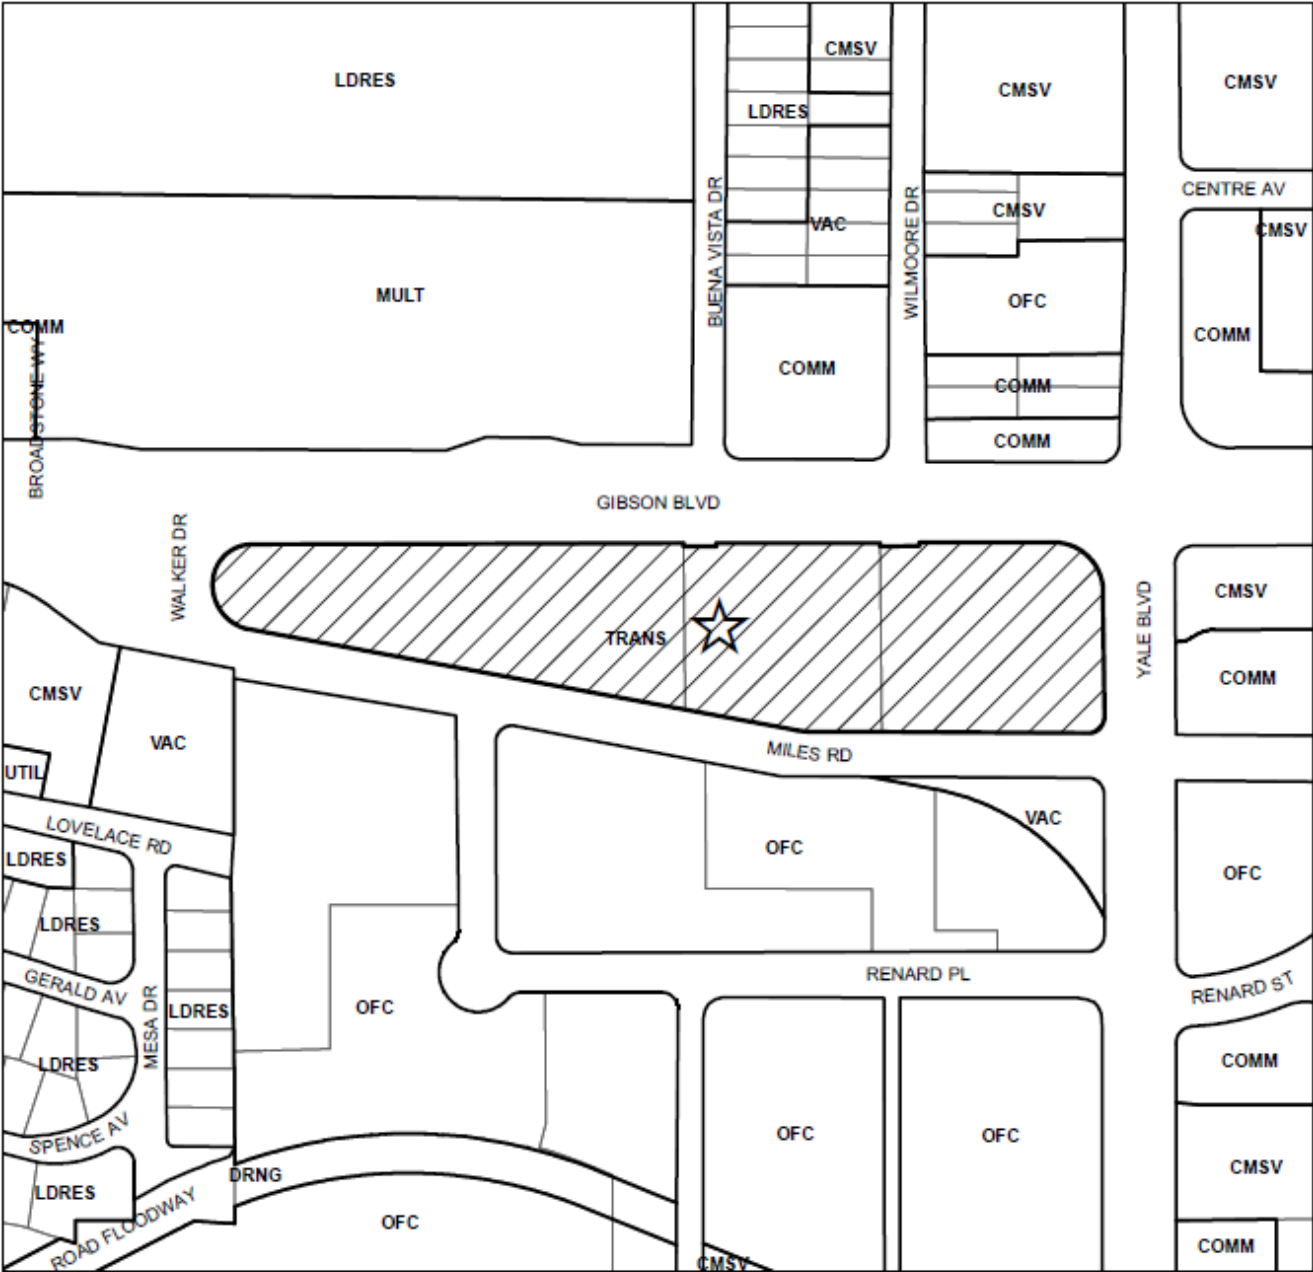 CMSV
LDRES
CMSV
CMSV
LDRES
CENTRE AV
CMSV
VAC
CMSV
BUENA VISTA DR
WILMOORE DR
MULT
OFC
COMM
COMM
BROADSTONE WY
COMM
COMM
COMM
GIBSON BLVD
WALKER DR
CMSV
YALE BLVD
TRANS
COMM
CMSV
VAC
MILES RD
UTIL
VAC
LOVELACE RD
OFC
LDRES
OFC
LDRES
RENARD PL
GERALD AV
RENARD ST
MESA DR
LDRES
OFC
LDRES
COMM
SPENCE AV
OFC
OFC
CMSV
DRNG
LDRES
ROAD FLOODWAY
OFC
COMM
CMSV